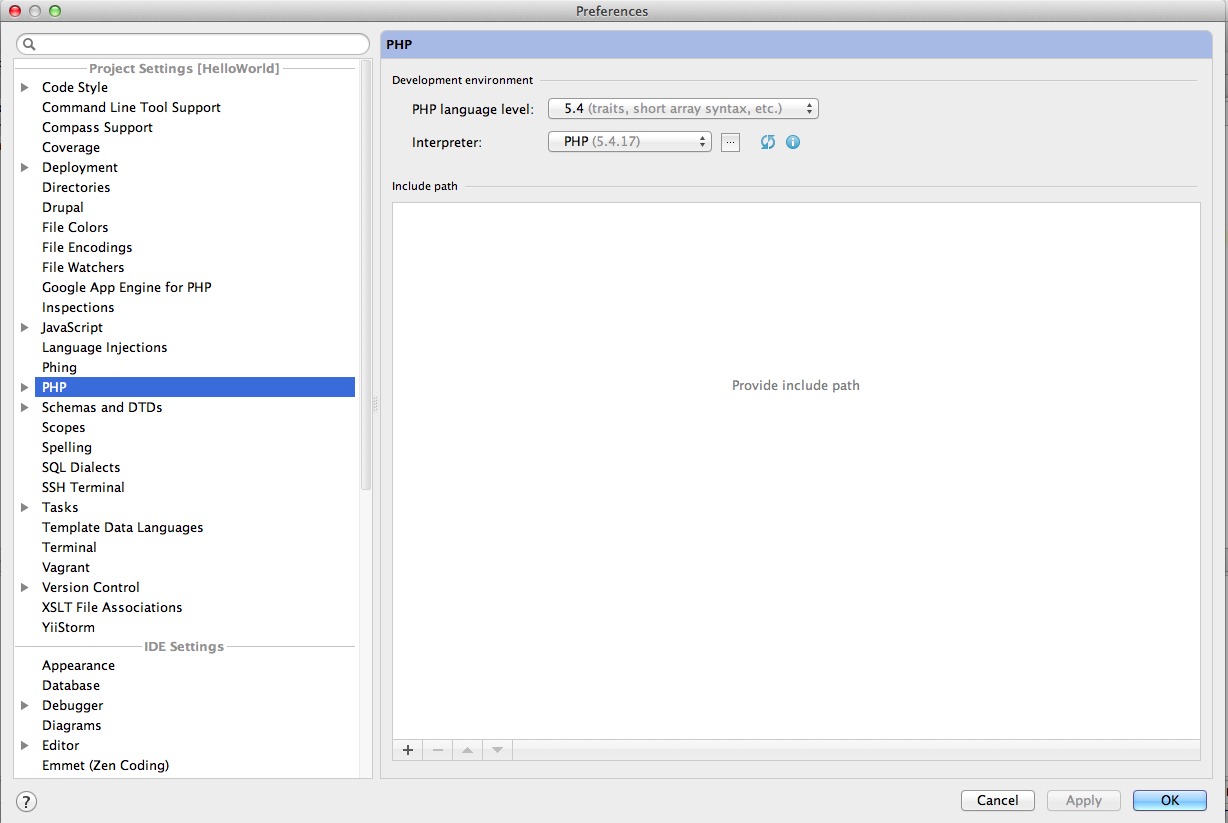 Preferences
Project Settings [HelloWorld]
Code Style
Command Line Tool Support
Compass Support
Coverage
Deployment
Directories
Drupal
File Colors
File Encodings
File Watchers
Google App Engine for PHP
Inspections
JavaScript
Language Injections
Phing
PHP
Schemas and DTDs
Scopes
Spelling
SQL Dialects
SSH Terminal
Tasks
Template Data Languages
Terminal
Vagrant
Version Control
XSLT File Associations
YiiStorm
IDE Settings
Appearance
Database
Debugger
Diagrams
Editor
Emmet (Zen Coding)
PHP
Development environment
PHP language level: 5.4 (traits, short array syntax, etc.)
Interpreter: PHP (5.4.17) ...
Include path
Provide include path
? Cancel Apply OK